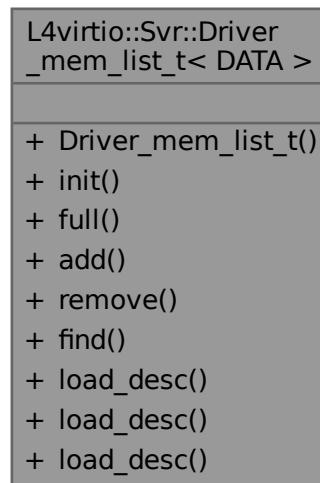 L4virtio::Svr::Driver
_mem_list_t< DATA >
+ Driver_mem_list_t()
+ init()
+ full()
+ add()
+ remove()
+ find()
+ load_desc()
+ load_desc()
+ load_desc()